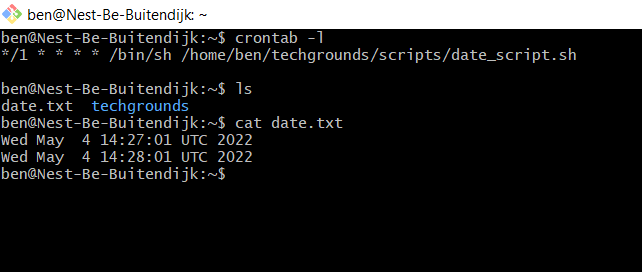 ben@Nest-Be-Buitendijk: ~
ben@Nest-Be-Buitendijk:~$ crontab -l
*/1 * * * * /bin/sh /home/ben/techgrounds/scripts/date_script.sh
ben@Nest-Be-Buitendijk:~$ ls
date.txt  techgrounds
ben@Nest-Be-Buitendijk:~$ cat date.txt
Wed May  4 14:27:01 UTC 2022
Wed May  4 14:28:01 UTC 2022
ben@Nest-Be-Buitendijk:~$